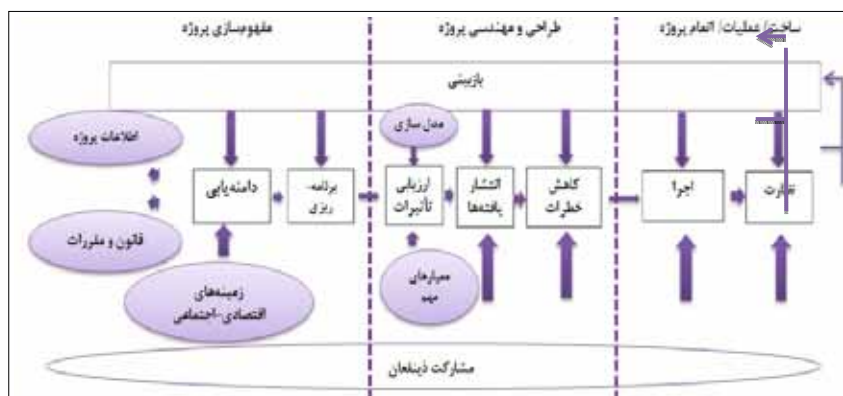 ساخت/ عملیات/ اتمام پروژه
طراحی و مهندسی پروژه
مفهوم‌سازی پروژه
بازبینی
اطلاعات پروژه
قانون و مقررات
زمینه‌های
اقتصادی-اجتماعی
دامنه‌یابی
برنامه-
ریزی
مدل سازی
ارزیابی
تأثیرات
معیارهای
مهم
انتشار
یافته‌ها
کاهش
خطرات
اجرا
نظارت
مشارکت ذینفعان